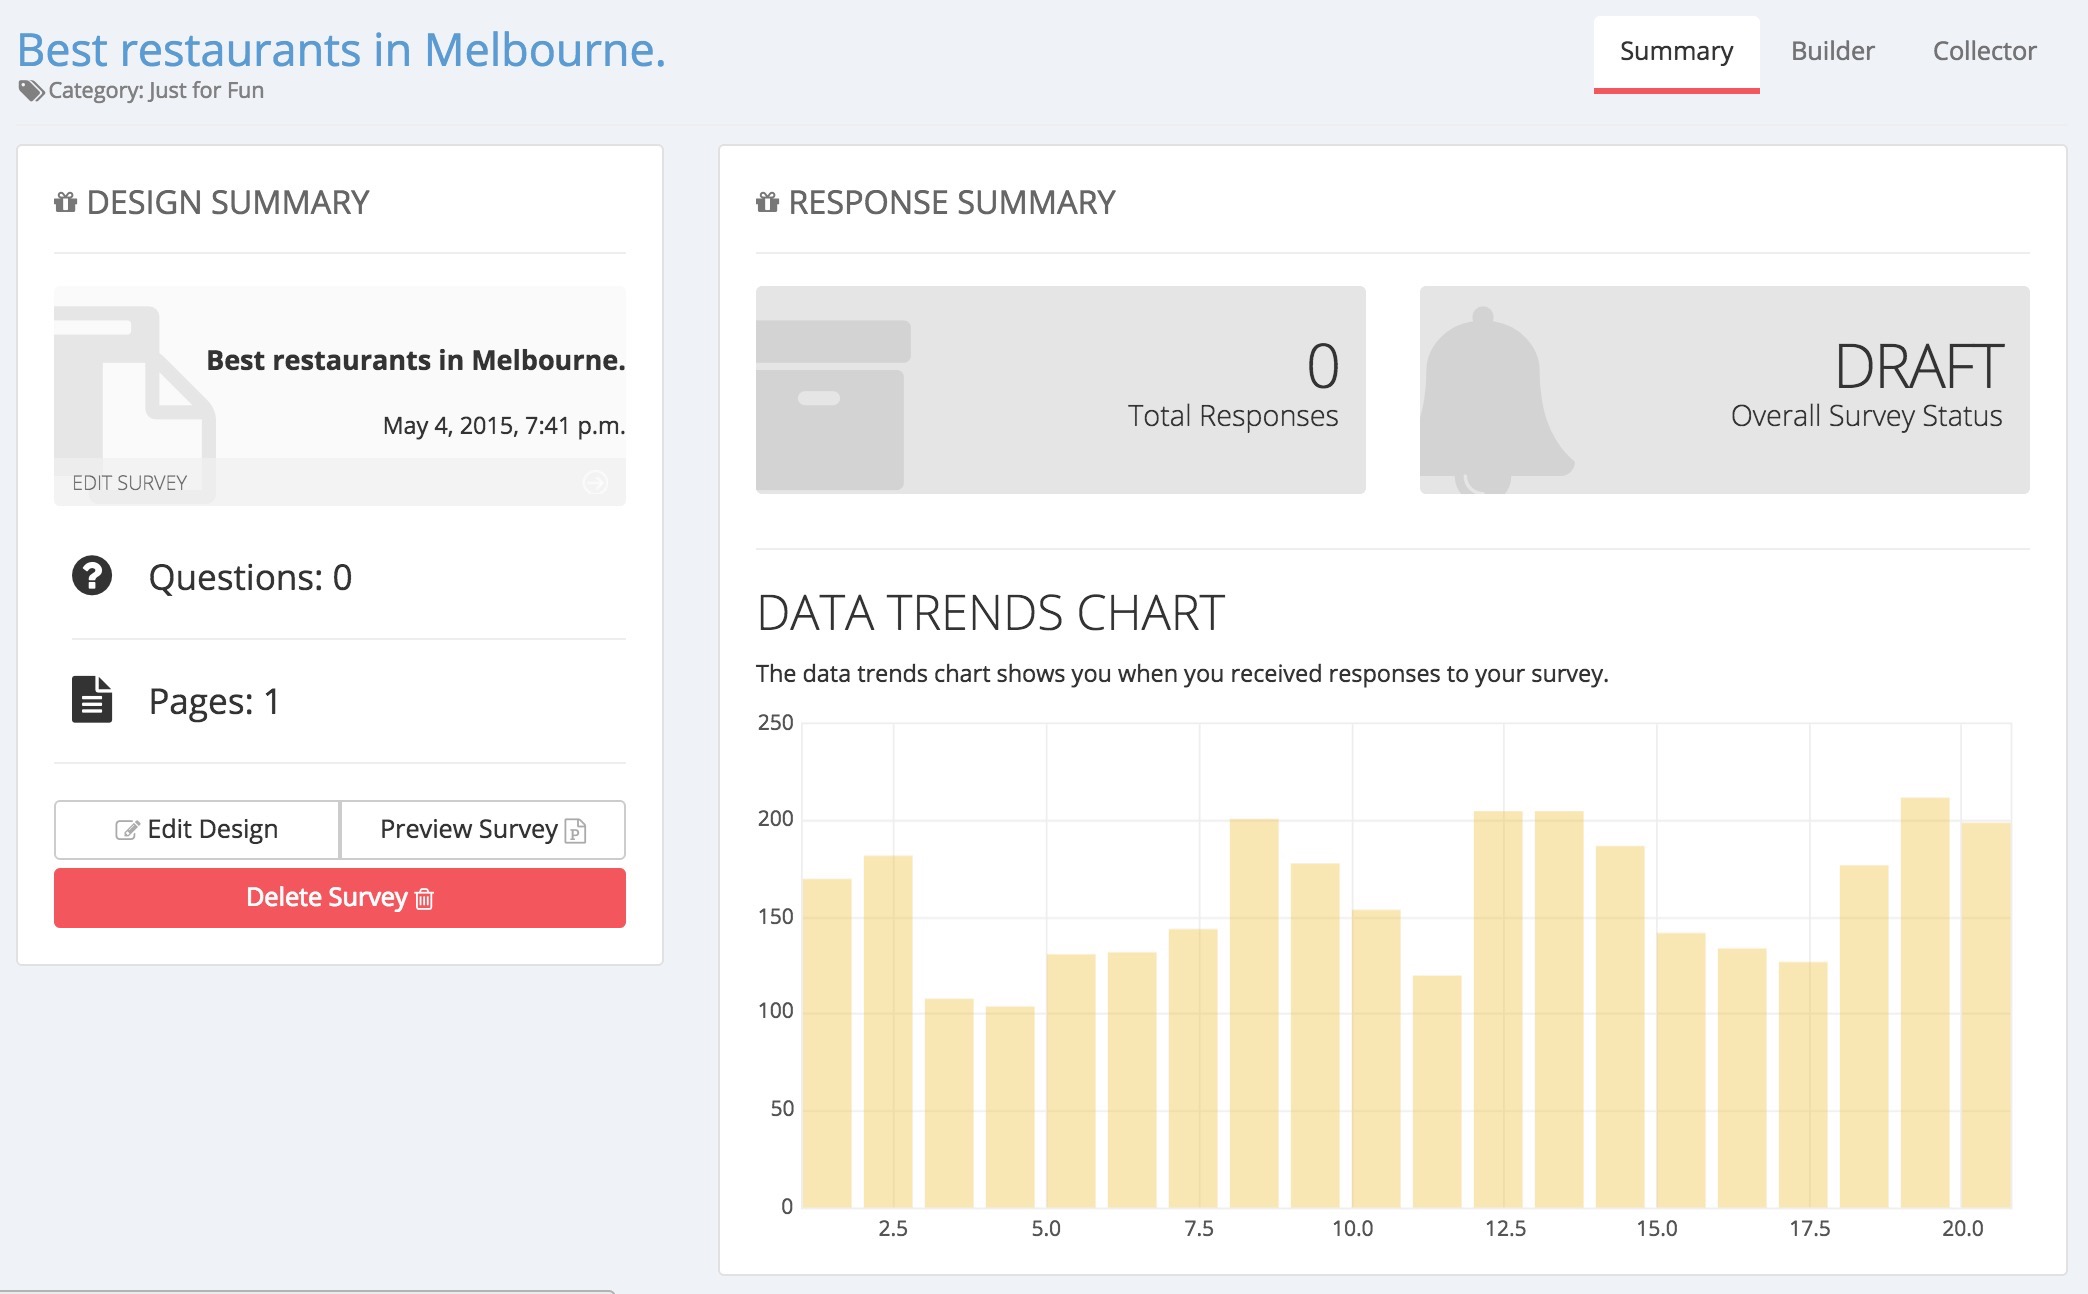 Best restaurants in Melbourne.
Category: Just for Fun
Summary
Builder
Collector
DESIGN SUMMARY
Best restaurants in Melbourne.
May 4, 2015, 7:41 p.m.
EDIT SURVEY
Questions: 0
Pages: 1
Edit Design
Preview Survey
Delete Survey
RESPONSE SUMMARY
0
Total Responses
DRAFT
Overall Survey Status
DATA TRENDS CHART
The data trends chart shows you when you received responses to your survey.
250
200
150
100
50
0
2.5 5.0 7.5 10.0 12.5 15.0 17.5 20.0